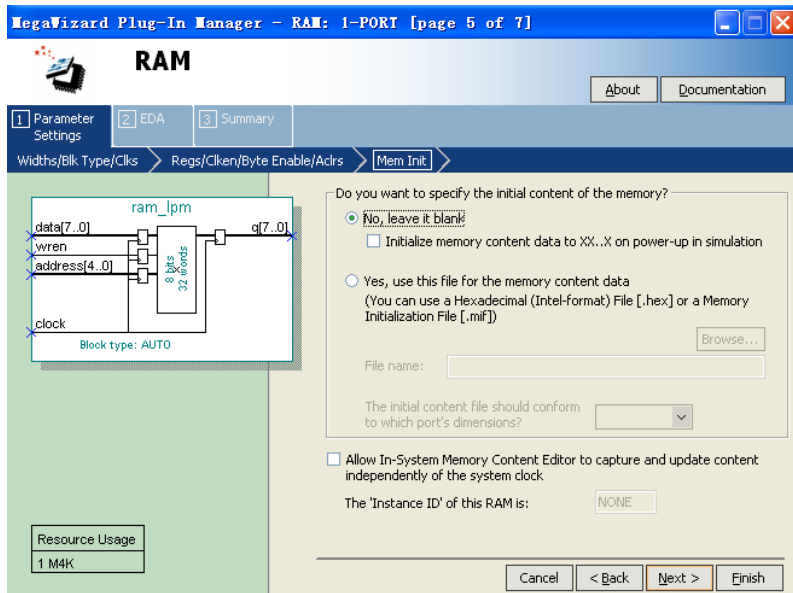 MegaWizard Plug-In Manager - RAM: 1-PORT [page 5 of 7]
RAM
About
Documentation
1 Parameter Settings
2 EDA
3 Summary
Widths/Blk Type/Clks
Regs/Clken/Byte Enable/Aclrs
Mem Init
ram_lpm
data[7..0]
q[7..0]
wren
address[4..0]
8 bits
32 words
clock
Block type: AUTO
Do you want to specify the initial content of the memory?
No, leave it blank
Initialize memory content data to XX..X on power-up in simulation
Yes, use this file for the memory content data
(You can use a Hexadecimal (Intel-format) File [.hex] or a Memory
Initialization File [.mif])
Browse...
File name:
The initial content file should conform
to which port's dimensions?
Allow In-System Memory Content Editor to capture and update content
independently of the system clock
The 'Instance ID' of this RAM is:
NONE
Resource Usage
1 M4K
Cancel
< Back
Next >
Finish